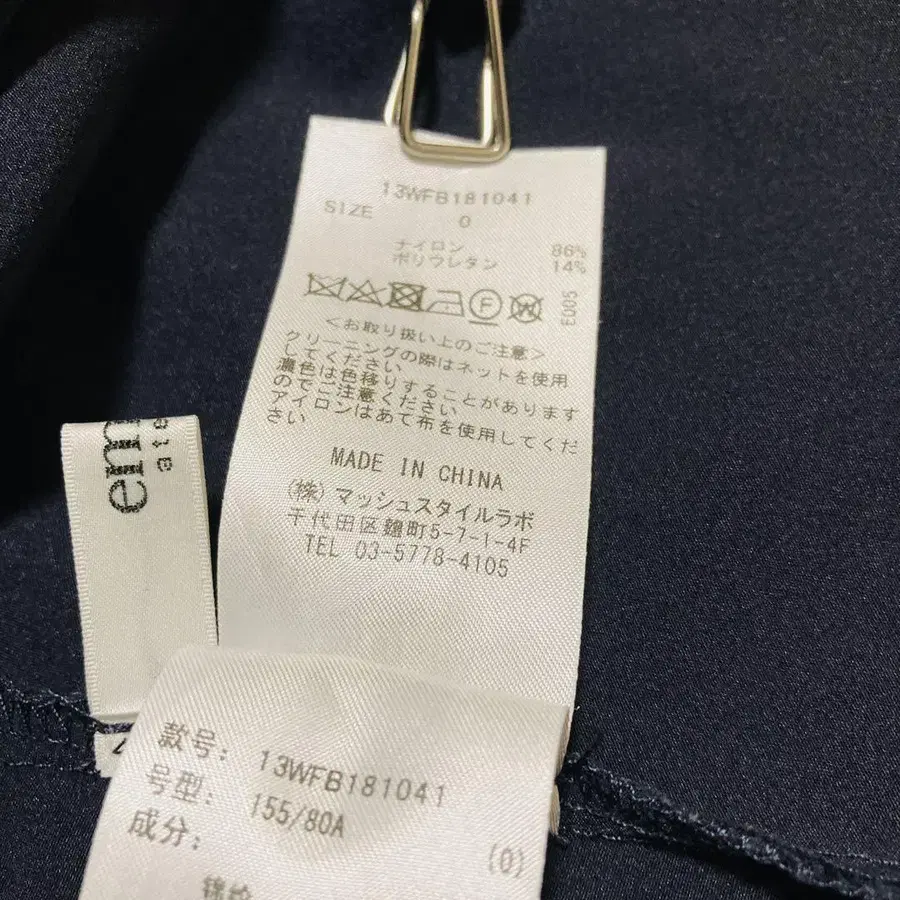 13WFB181041
SIZE 0
ナイロン 86%
ポリウレタン 14%
F W
E005
<お取り扱い上のご注意>
クリーニングの際はネットを使用
してください
濃色は色移りすることがあります
のでご注意ください
アイロンはあて布を使用してくだ
さい
MADE IN CHINA
(株)マッシュスタイルラボ
千代田区麹町5-7-1-4F
TEL 03-5778-4105
em
ate
款号: 13WFB181041
号型: 155/80A
成分: (0)